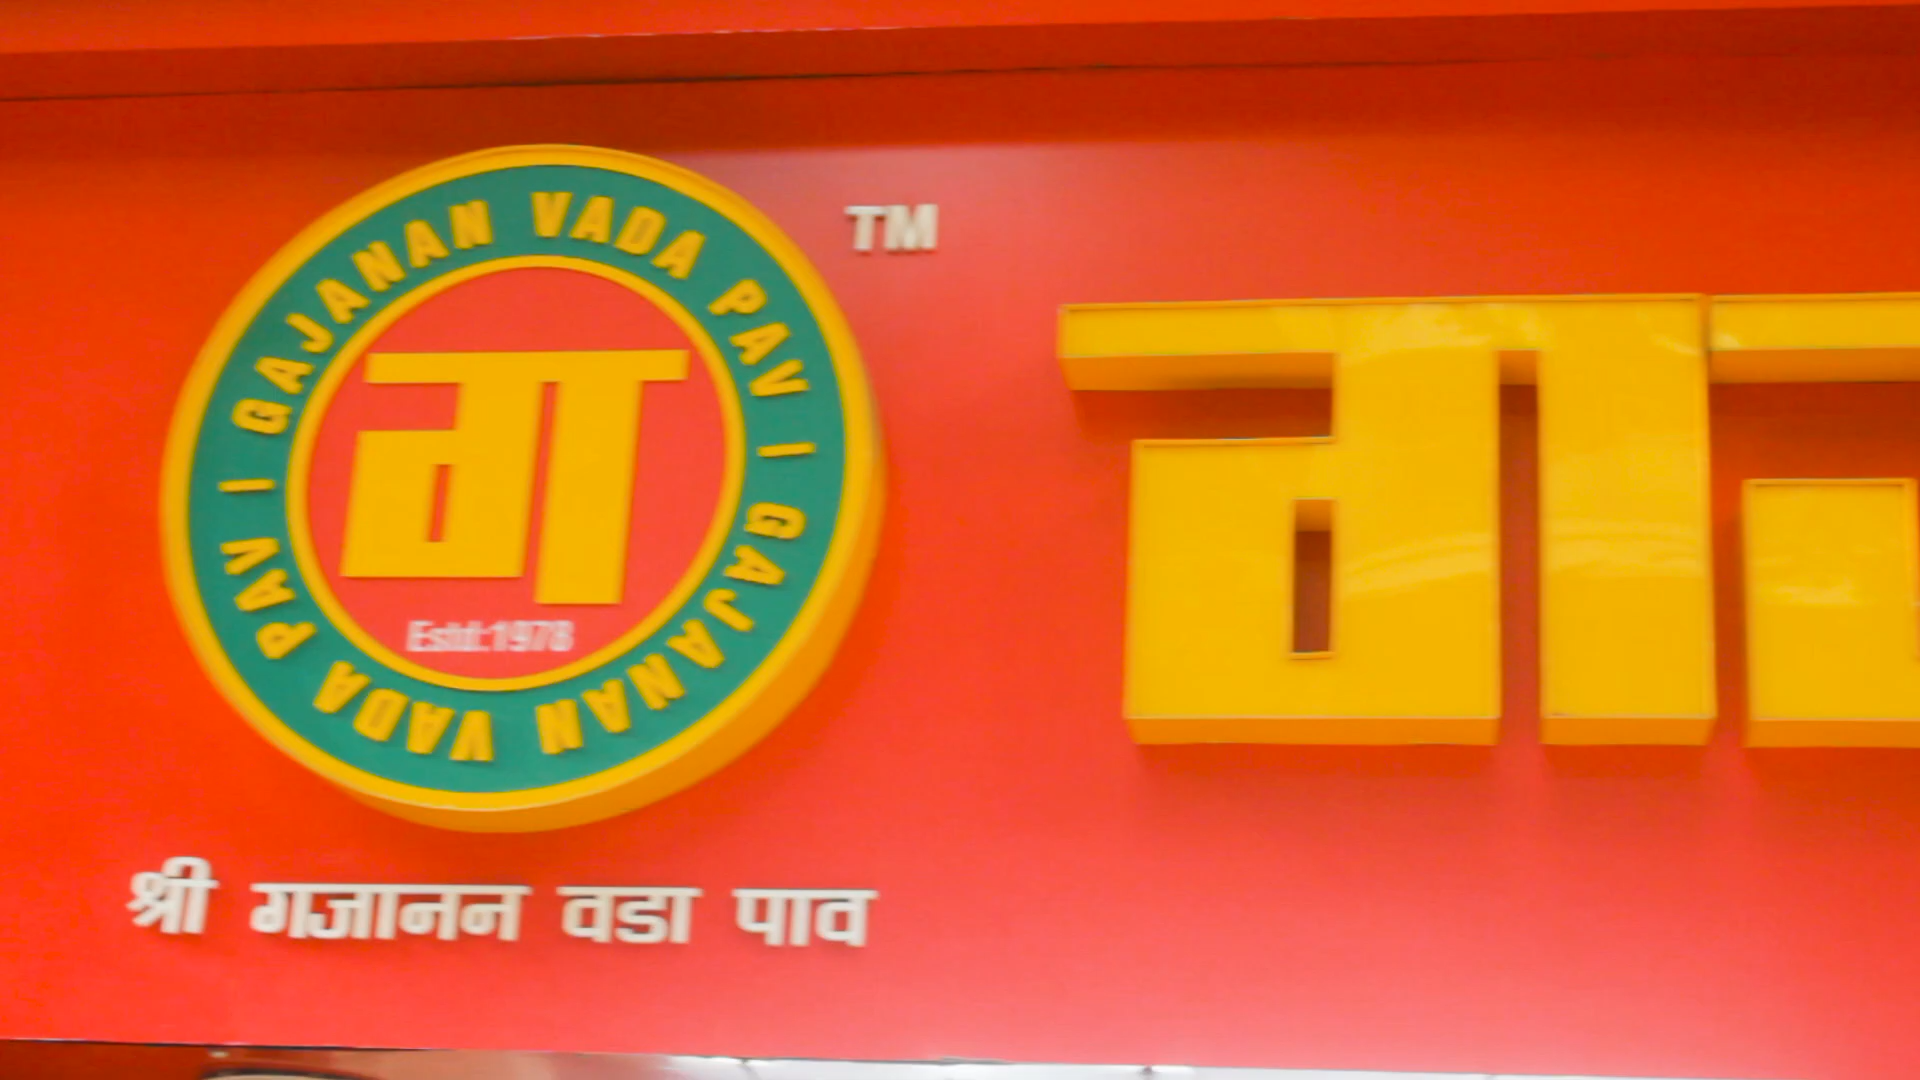 GAJANAN VADA PAV | GAJANAN VADA PAV |
TM
ग
Estd.:1978
श्री गजानन वडा पाव
ग